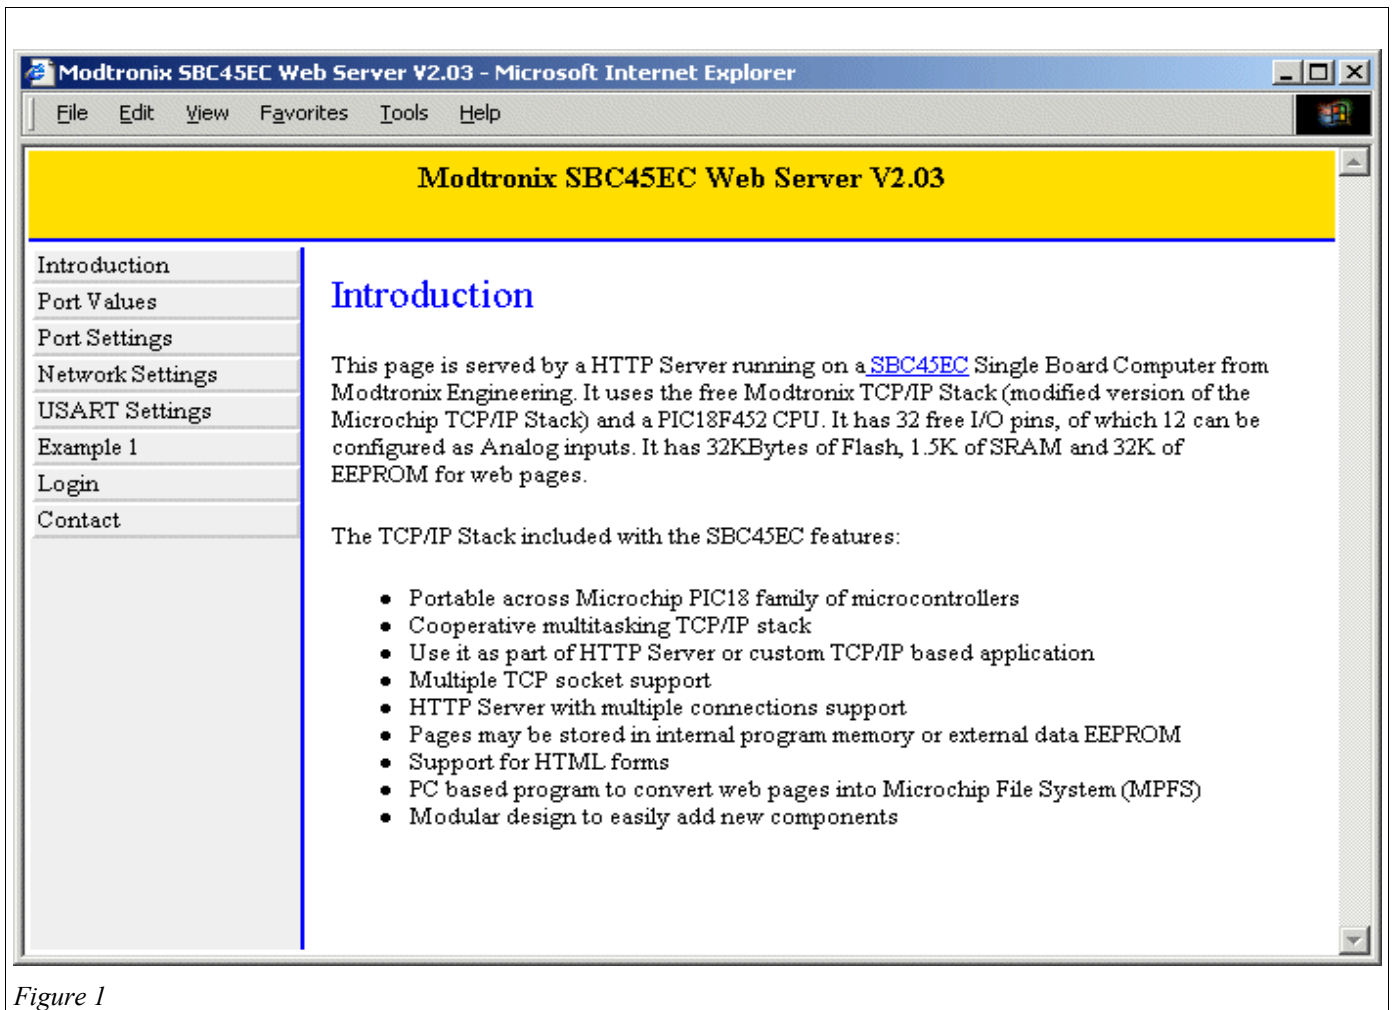 Modtronix SBC45EC Web Server V2.03 - Microsoft Internet Explorer
File Edit View Favorites Tools Help
Modtronix SBC45EC Web Server V2.03
Introduction
Port Values
Port Settings
Network Settings
USART Settings
Example 1
Login
Contact
Introduction
This page is served by a HTTP Server running on a SBC45EC Single Board Computer from
Modtronix Engineering. It uses the free Modtronix TCP/IP Stack (modified version of the
Microchip TCP/IP Stack) and a PIC18F452 CPU. It has 32 free I/O pins, of which 12 can be
configured as Analog inputs. It has 32KBytes of Flash, 1.5K of SRAM and 32K of
EEPROM for web pages.
The TCP/IP Stack included with the SBC45EC features:
• Portable across Microchip PIC18 family of microcontrollers
• Cooperative multitasking TCP/IP stack
• Use it as part of HTTP Server or custom TCP/IP based application
• Multiple TCP socket support
• HTTP Server with multiple connections support
• Pages may be stored in internal program memory or external data EEPROM
• Support for HTML forms
• PC based program to convert web pages into Microchip File System (MPFS)
• Modular design to easily add new components
Figure 1